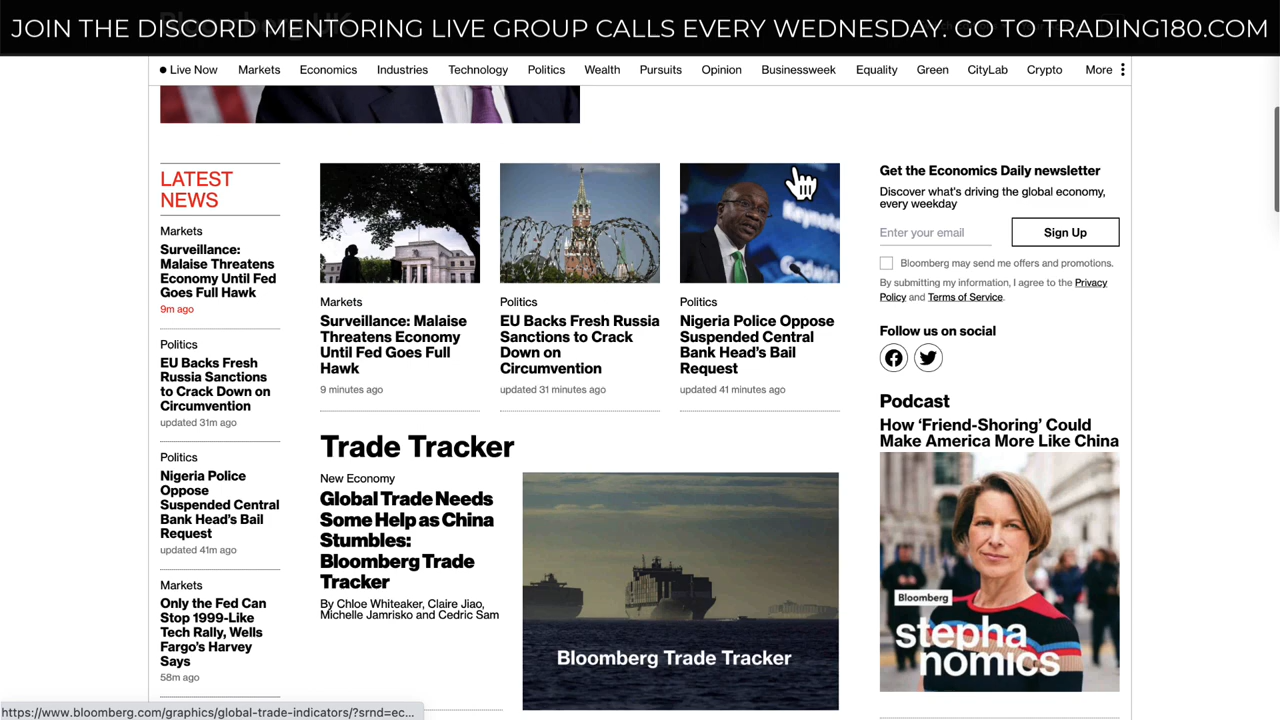 JOIN THE DISCORD MENTORING LIVE GROUP CALLS EVERY WEDNESDAY: GO TO TRADING180.COM
Live Now Markets Economics Industries Technology Politics Wealth Pursuits Opinion Businessweek Equality Green CityLab Crypto More
LATEST
NEWS
Markets
Surveillance:
Malaise Threatens
Economy Until Fed
Goes Full Hawk
9m ago
Politics
EU Backs Fresh
Russia Sanctions
to Crack Down on
Circumvention
updated 31m ago
Politics
Nigeria Police
Oppose
Suspended Central
Bank Head's Bail
Request
updated 41m ago
Markets
Only the Fed Can
Stop 1999-Like
Tech Rally, Wells
Fargo's Harvey
Says
58m ago
Markets
Surveillance: Malaise
Threatens Economy
Until Fed Goes Full
Hawk
9 minutes ago
Politics
EU Backs Fresh Russia
Sanctions to Crack
Down on
Circumvention
updated 31 minutes ago
Keynote
Politics
Nigeria Police Oppose
Suspended Central
Bank Head's Bail
Request
updated 41 minutes ago
Trade Tracker
New Economy
Global Trade Needs
Some Help as China
Stumbles:
Bloomberg Trade
Tracker
By Chloe Whiteaker, Claire Jiao,
Michelle Jamrisko and Cedric Sam
Bloomberg Trade Tracker
Get the Economics Daily newsletter
Discover what's driving the global economy,
every weekday
Enter your email
Sign Up
Bloomberg may send me offers and promotions.
By submitting my information, I agree to the Privacy
Policy and Terms of Service.
Follow us on social
Podcast
How ‘Friend-Shoring’ Could
Make America More Like China
Bloomberg
stepha
nomics
https://www.bloomberg.com/graphics/global-trade-indicators/?srnd=ec...